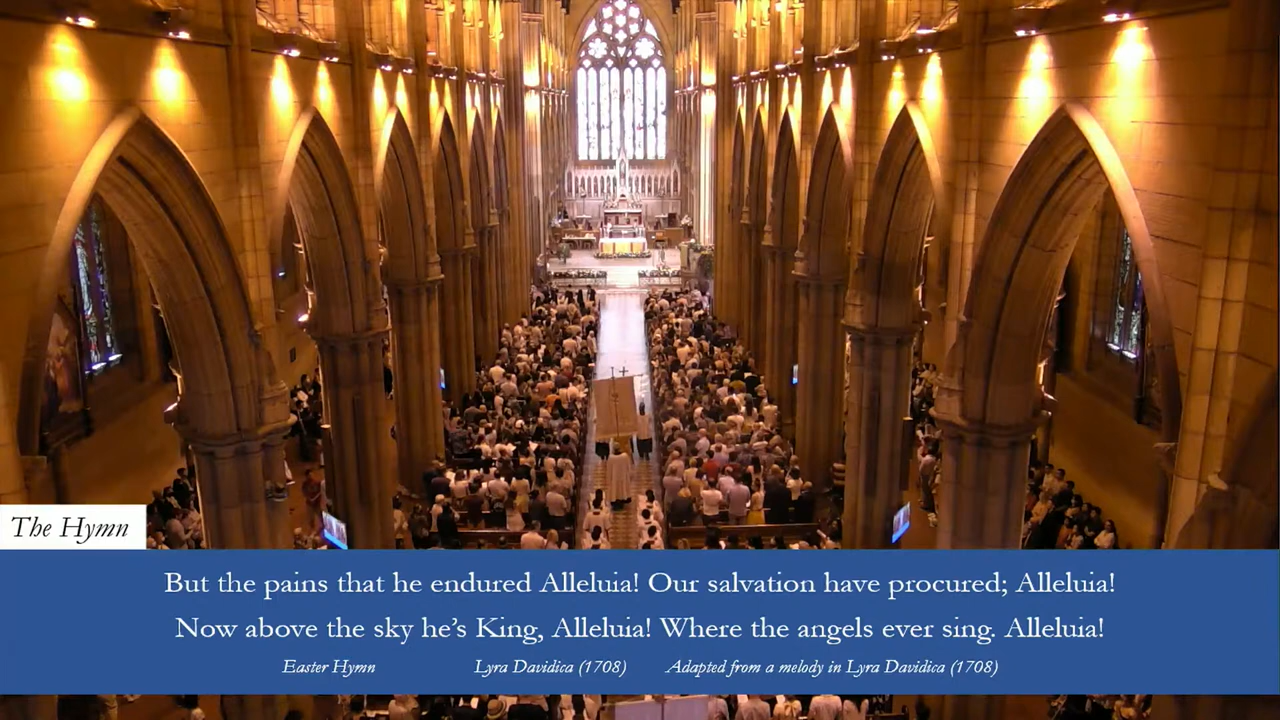 The Hymn
But the pains that he endured Alleluia! Our salvation have procured; Alleluia!
Now above the sky he's King, Alleluia! Where the angels ever sing. Alleluia!
Easter Hymn Lyra Davidica (1708) Adapted from a melody in Lyra Davidica (1708)